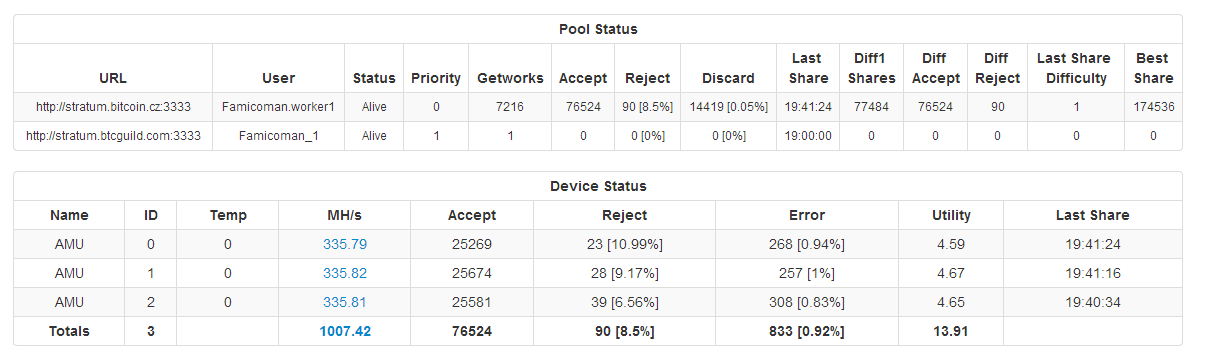 Pool Status
URL User Status Priority Getworks Accept Reject Discard Last Share Diff1 Shares Diff Accept Diff Reject Last Share Difficulty Best Share
http://stratum.bitcoin.cz:3333 Famicoman.worker1 Alive 0 7216 76524 90 [8.5%] 14419 [0.05%] 19:41:24 77484 76524 90 1 174536
http://stratum.btcguild.com:3333 Famicoman_1 Alive 1 1 0 0 [0%] 0 [0%] 19:00:00 0 0 0 0 0
Device Status
Name ID Temp MH/s Accept Reject Error Utility Last Share
AMU 0 0 335.79 25269 23 [10.99%] 268 [0.94%] 4.59 19:41:24
AMU 1 0 335.82 25674 28 [9.17%] 257 [1%] 4.67 19:41:16
AMU 2 0 335.81 25581 39 [6.56%] 308 [0.83%] 4.65 19:40:34
Totals 3 1007.42 76524 90 [8.5%] 833 [0.92%] 13.91